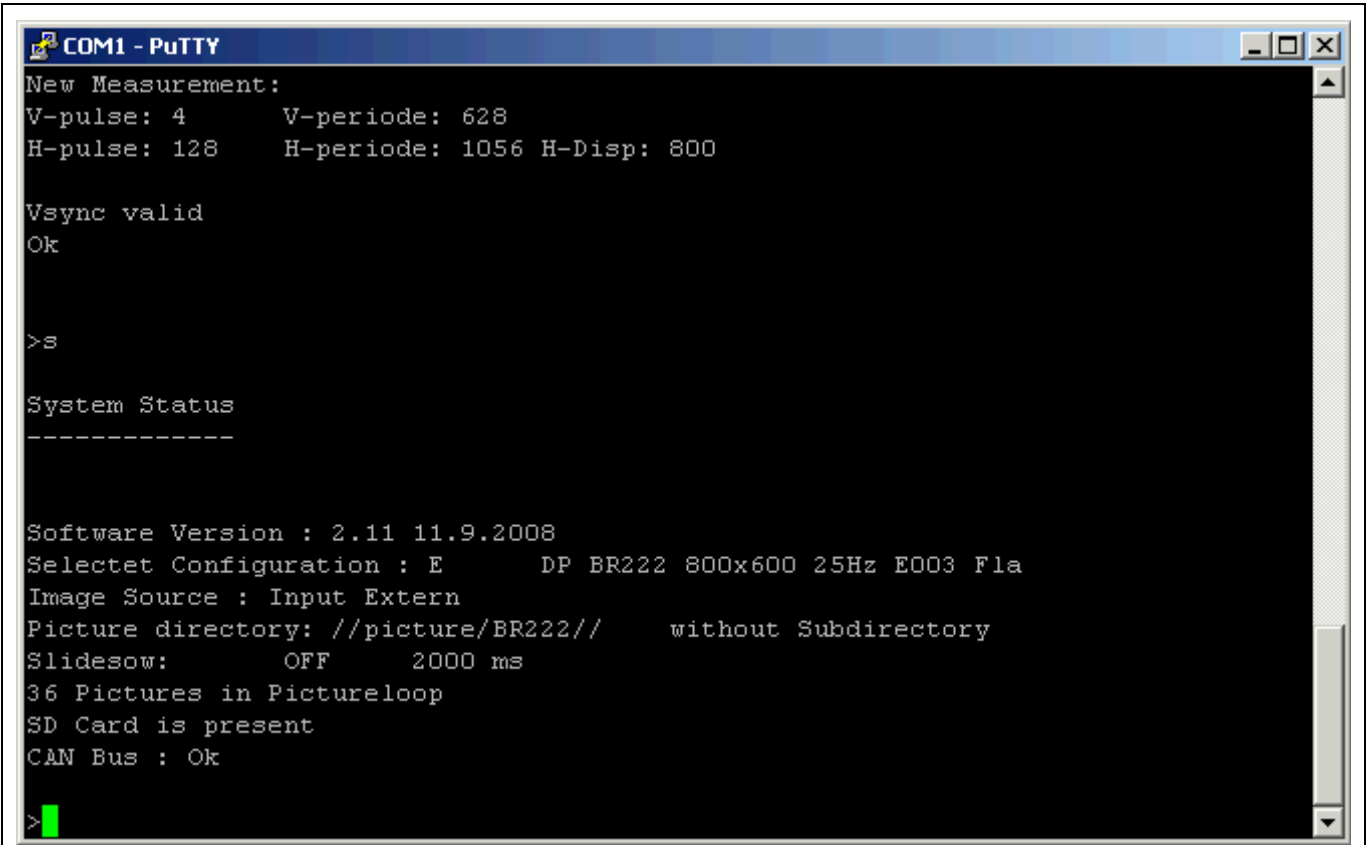 COM1 - PuTTY
New Measurement:
V-pulse: 4 V-periode: 628
H-pulse: 128 H-periode: 1056 H-Disp: 800
Vsync valid
Ok
>s
System Status
-------------
Software Version : 2.11 11.9.2008
Selectet Configuration : E DP BR222 800x600 25Hz E003 Fla
Image Source : Input Extern
Picture directory: //picture/BR222// without Subdirectory
Slidesow: OFF 2000 ms
36 Pictures in Pictureloop
SD Card is present
CAN Bus : Ok
>